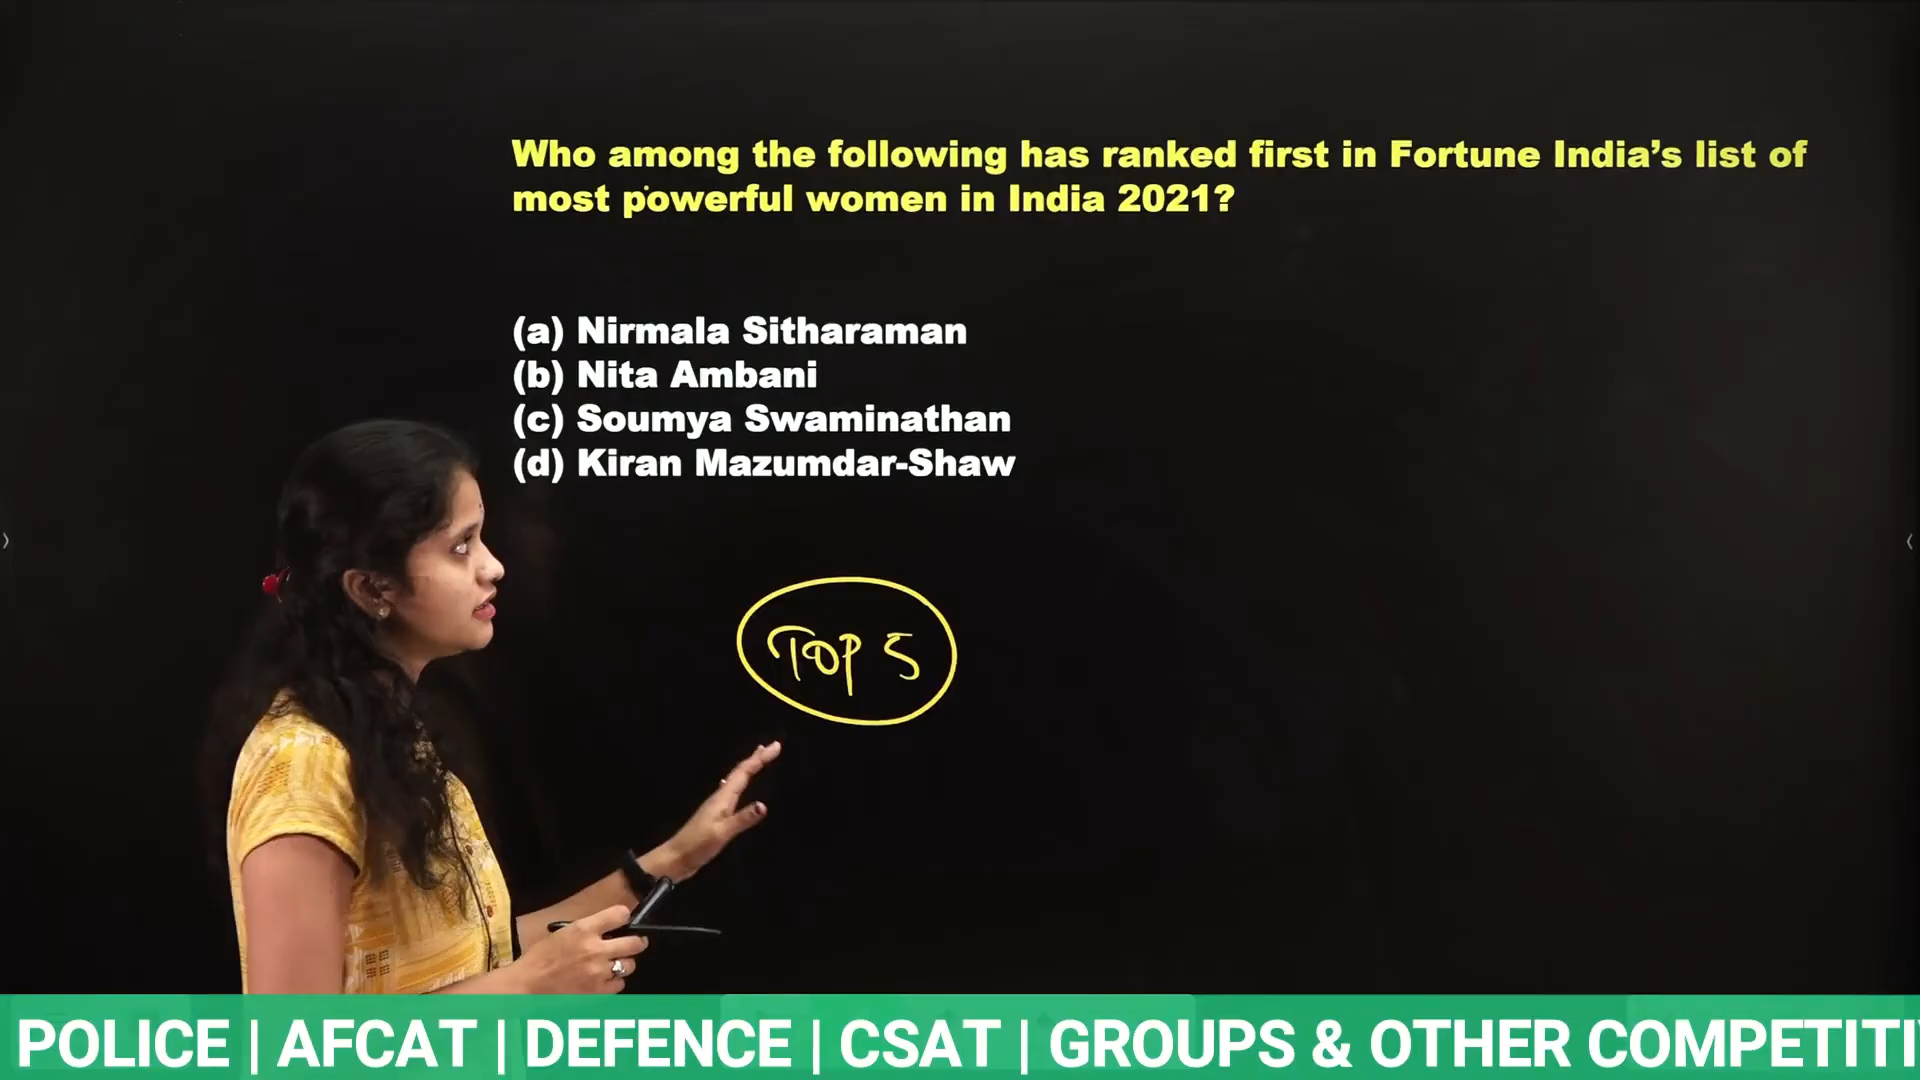 Who among the following has ranked first in Fortune India’s list of
most powerful women in India 2021?
(a) Nirmala Sitharaman
(b) Nita Ambani
(c) Soumya Swaminathan
(d) Kiran Mazumdar-Shaw
TOP 5
POLICE | AFCAT | DEFENCE | CSAT | GROUPS & OTHER COMPETITI